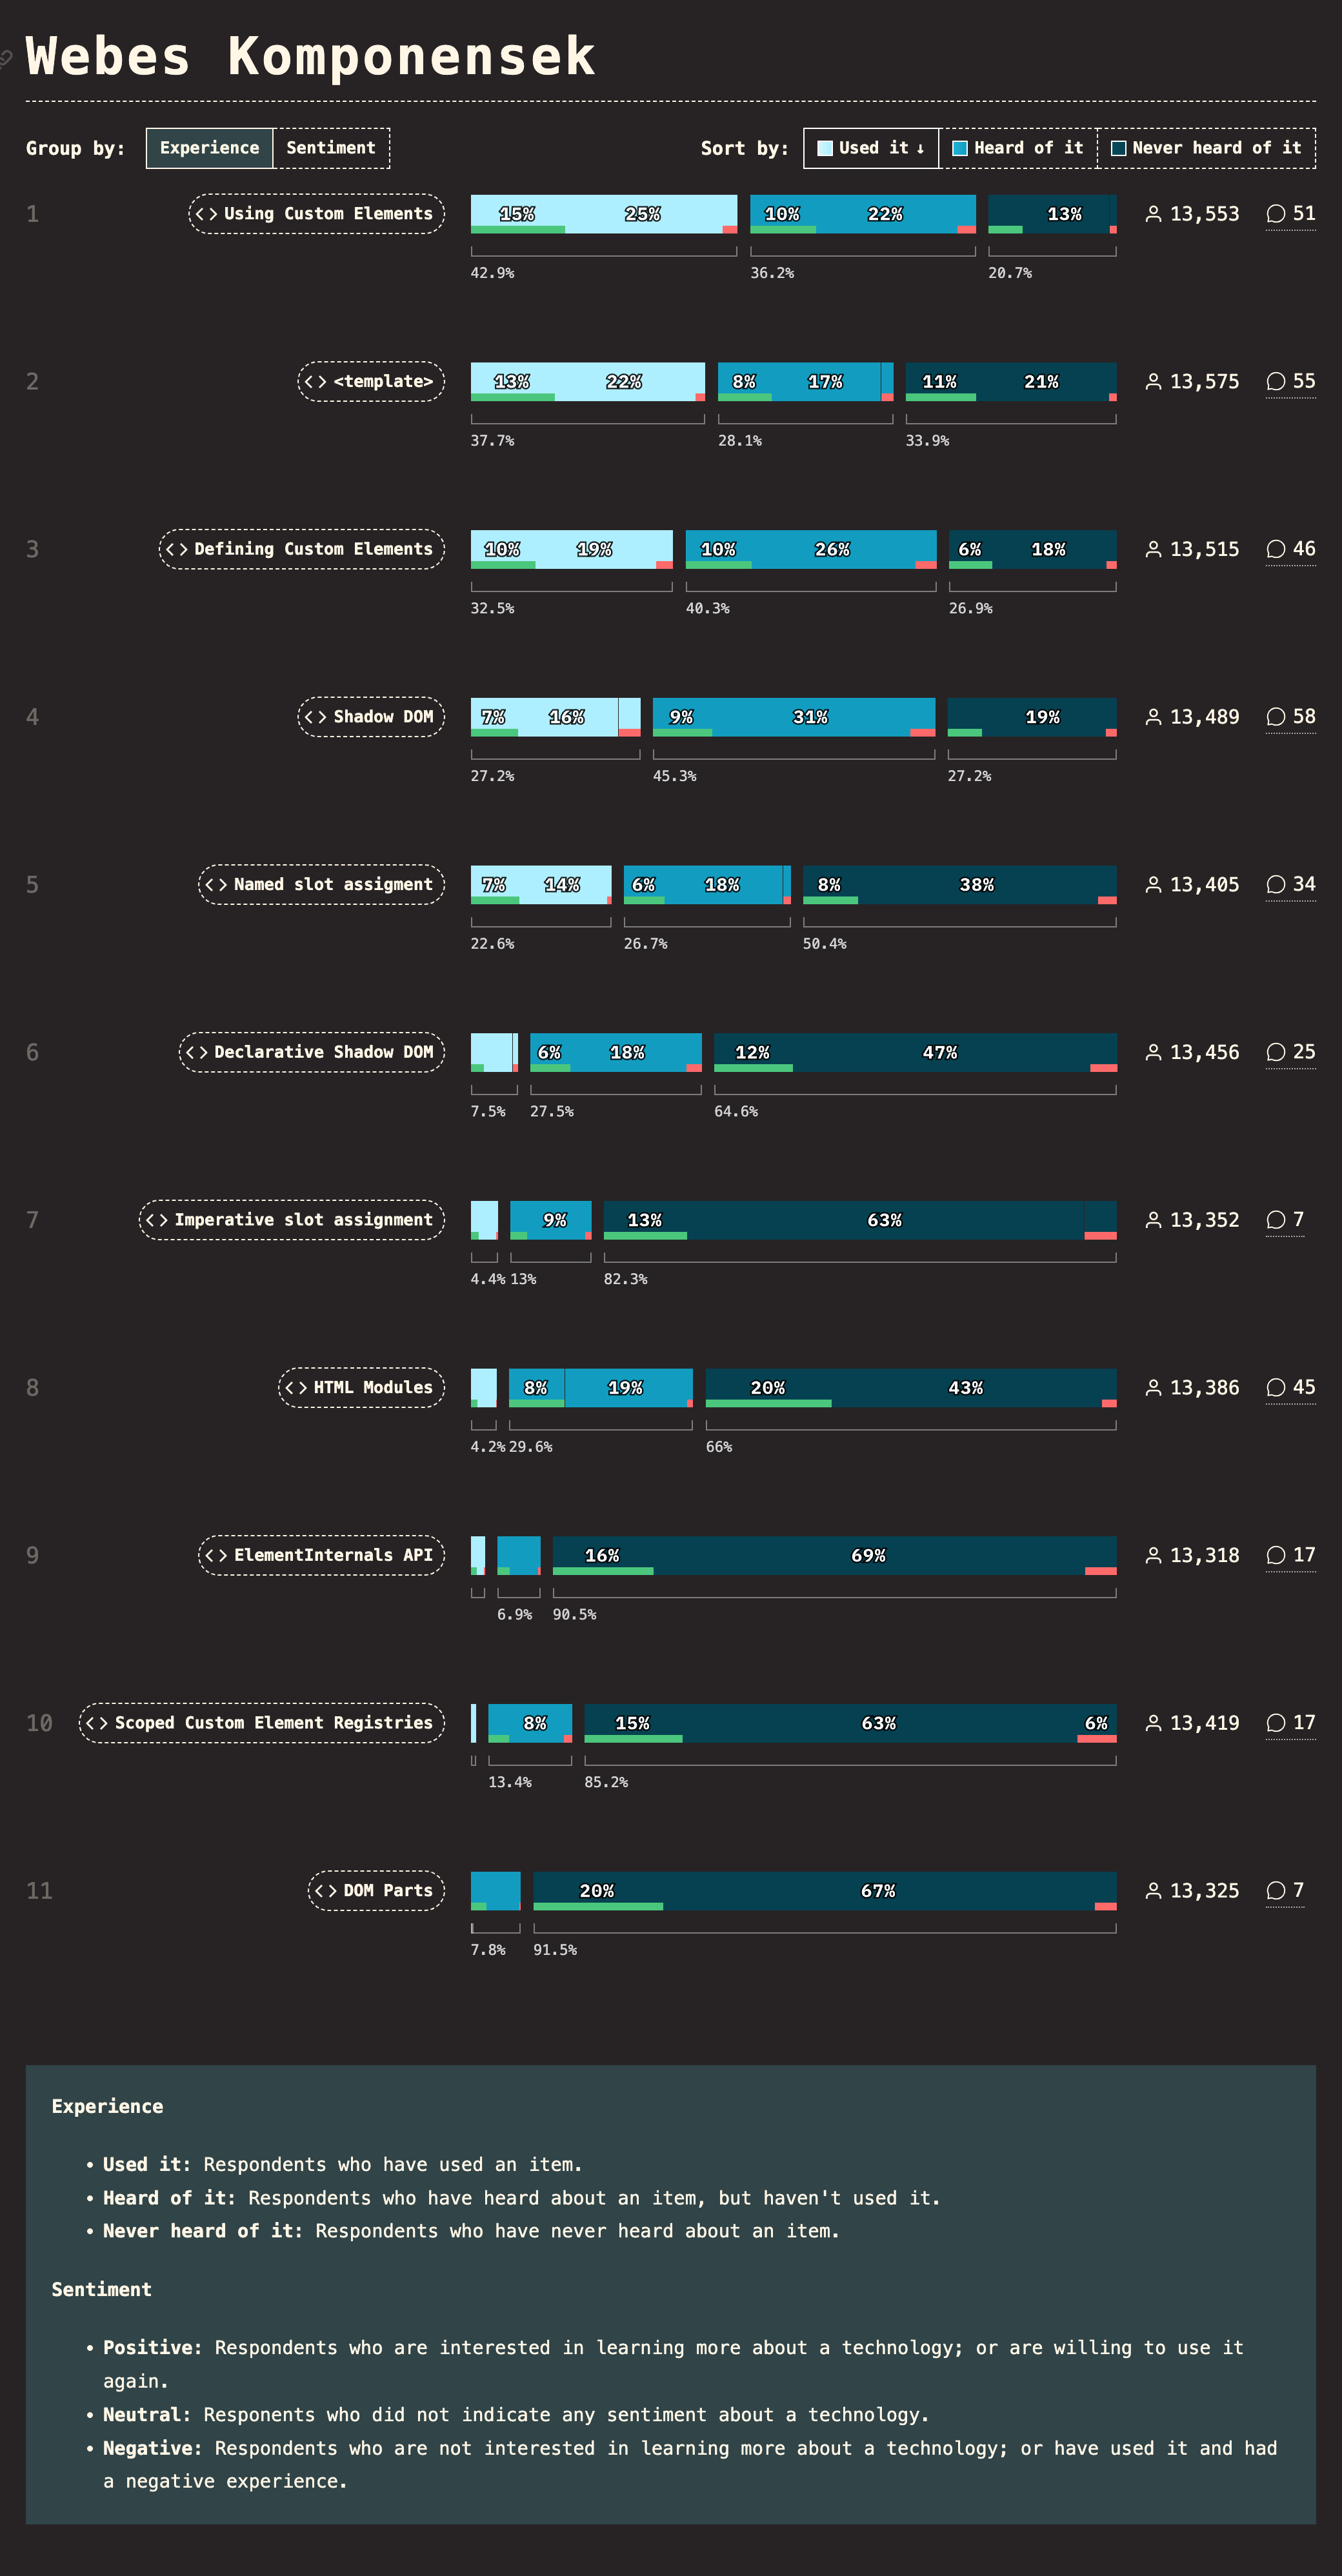 Webes Komponensek
Group by: Experience Sentiment Sort by: Used it ↓ Heard of it Never heard of it
1 <> Using Custom Elements 15% 25% 10% 22% 13% 13,553 51
42.9% 36.2% 20.7%
2 <> <template> 13% 22% 8% 17% 11% 21% 13,575 55
37.7% 28.1% 33.9%
3 <> Defining Custom Elements 10% 19% 10% 26% 6% 18% 13,515 46
32.5% 40.3% 26.9%
4 <> Shadow DOM 7% 16% 9% 31% 19% 13,489 58
27.2% 45.3% 27.2%
5 <> Named slot assigment 7% 14% 6% 18% 8% 38% 13,405 34
22.6% 26.7% 50.4%
6 <> Declarative Shadow DOM 6% 18% 12% 47% 13,456 25
7.5% 27.5% 64.6%
7 <> Imperative slot assignment 9% 13% 63% 13,352 7
4.4% 13% 82.3%
8 <> HTML Modules 8% 19% 20% 43% 13,386 45
4.2% 29.6% 66%
9 <> ElementInternals API 16% 69% 13,318 17
6.9% 90.5%
10 <> Scoped Custom Element Registries 8% 15% 63% 6% 13,419 17
13.4% 85.2%
11 <> DOM Parts 20% 67% 13,325 7
7.8% 91.5%
Experience
• Used it: Respondents who have used an item.
• Heard of it: Respondents who have heard about an item, but haven't used it.
• Never heard of it: Respondents who have never heard about an item.
Sentiment
• Positive: Respondents who are interested in learning more about a technology; or are willing to use it
again.
• Neutral: Responents who did not indicate any sentiment about a technology.
• Negative: Respondents who are not interested in learning more about a technology; or have used it and had
a negative experience.